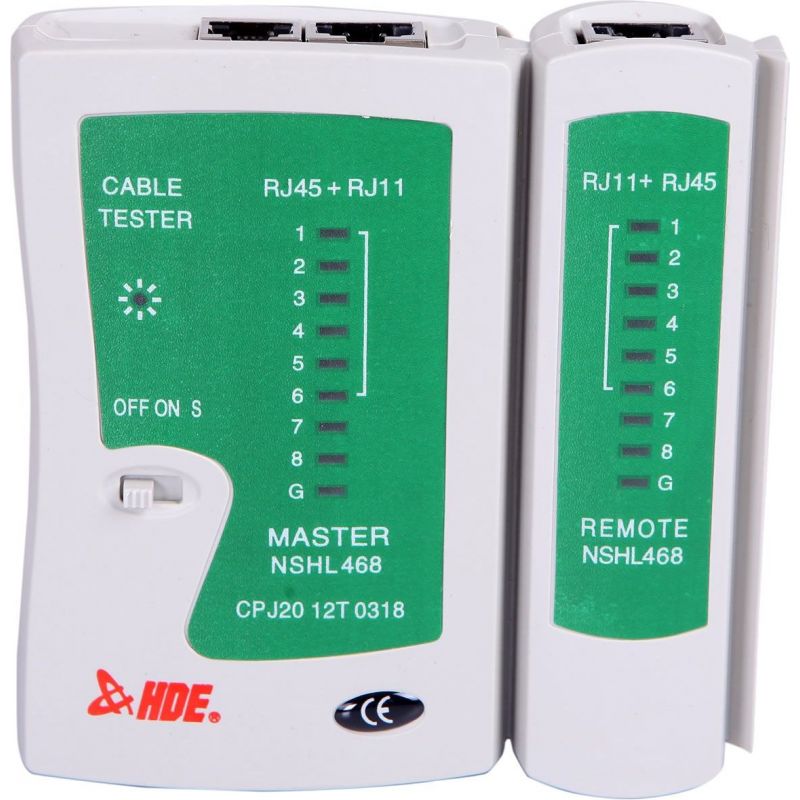 CABLE
TESTER
OFF ON S
RJ45 + RJ11
1
2
3
4
5
6
7
8
G
MASTER
NSHL468
CPJ20 12T 0318
HDE®
CE
RJ11+ RJ45
1
2
3
4
5
6
7
8
G
REMOTE
NSHL468